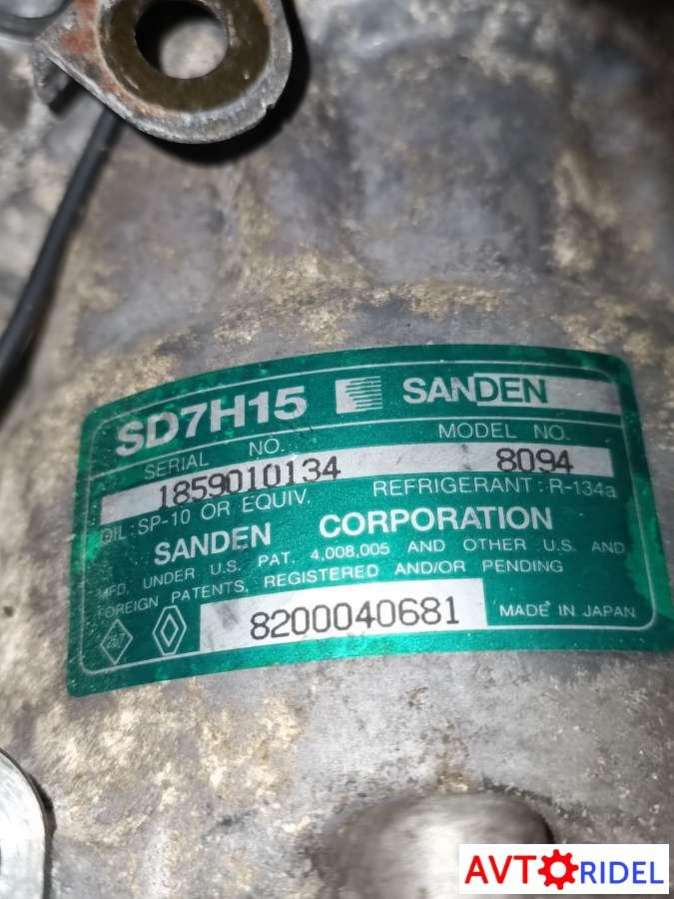 SD7H15 SANDEN
SERIAL NO. MODEL NO.
1859010134 8094
OIL: SP-10 OR EQUIV. REFRIGERANT: R-134a
SANDEN CORPORATION
MFD. UNDER U.S. PAT. 4,008,005 AND OTHER U.S. AND
FOREIGN PATENTS, REGISTERED AND/OR PENDING
8200040681 MADE IN JAPAN
AVTORIDEL